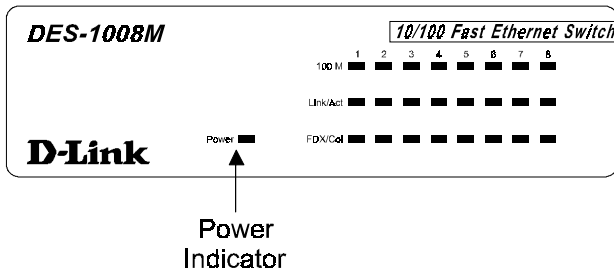 DES-1008M
10/100 Fast Ethernet Switch
1 2 3 4 5 6 7 8
100 M
Link/Act
Power FDX/Col
D-Link
Power
Indicator